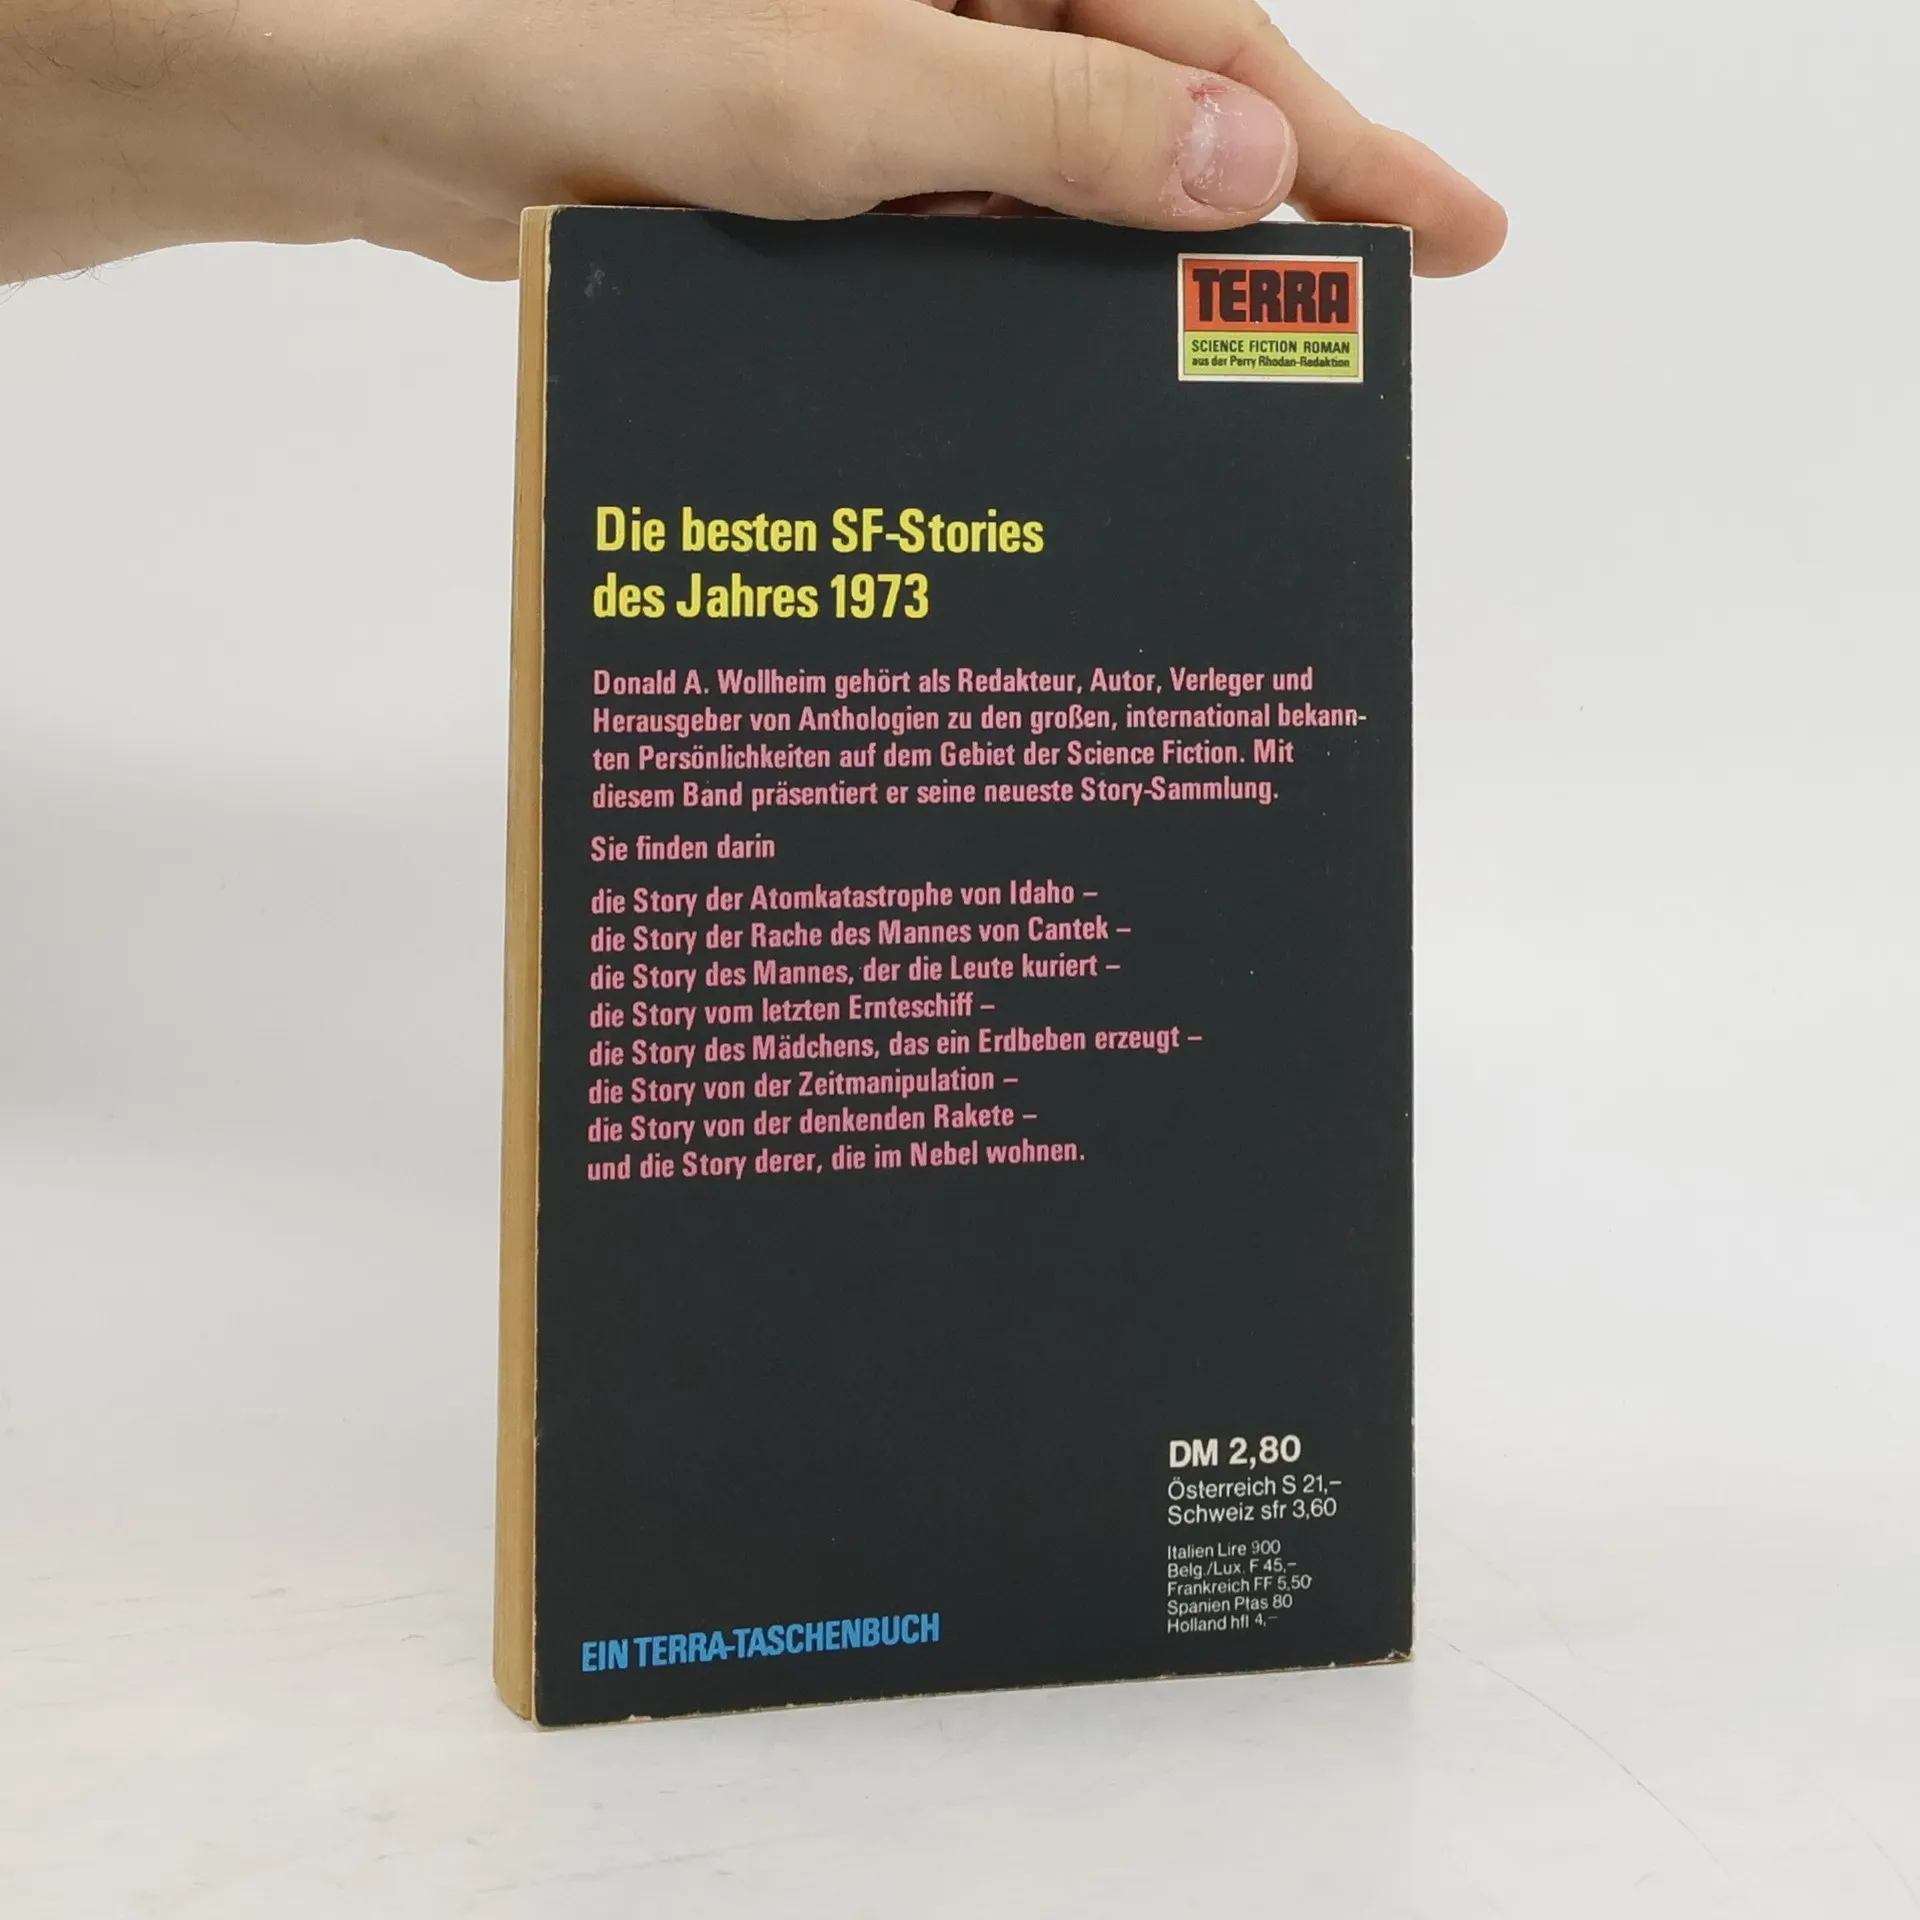 TERRA
SCIENCE FICTION ROMAN
aus der Perry Rhodan-Redaktion
Die besten SF-Stories
des Jahres 1973
Donald A. Wollheim gehört als Redakteur, Autor, Verleger und
Herausgeber von Anthologien zu den großen, international bekann-
ten Persönlichkeiten auf dem Gebiet der Science Fiction. Mit
diesem Band präsentiert er seine neueste Story-Sammlung.
Sie finden darin
die Story der Atomkatastrophe von Idaho –
die Story der Rache des Mannes von Cantek –
die Story des Mannes, der die Leute kuriert –
die Story vom letzten Ernteschiff –
die Story des Mädchens, das ein Erdbeben erzeugt –
die Story von der Zeitmanipulation –
die Story von der denkenden Rakete –
und die Story derer, die im Nebel wohnen.
DM 2,80
Österreich S 21,–
Schweiz sfr 3,60
Italien Lire 900
Belg./Lux. F 45,–
Frankreich FF 5,50
Spanien Ptas 80
Holland hfl 4,–
EIN TERRA-TASCHENBUCH